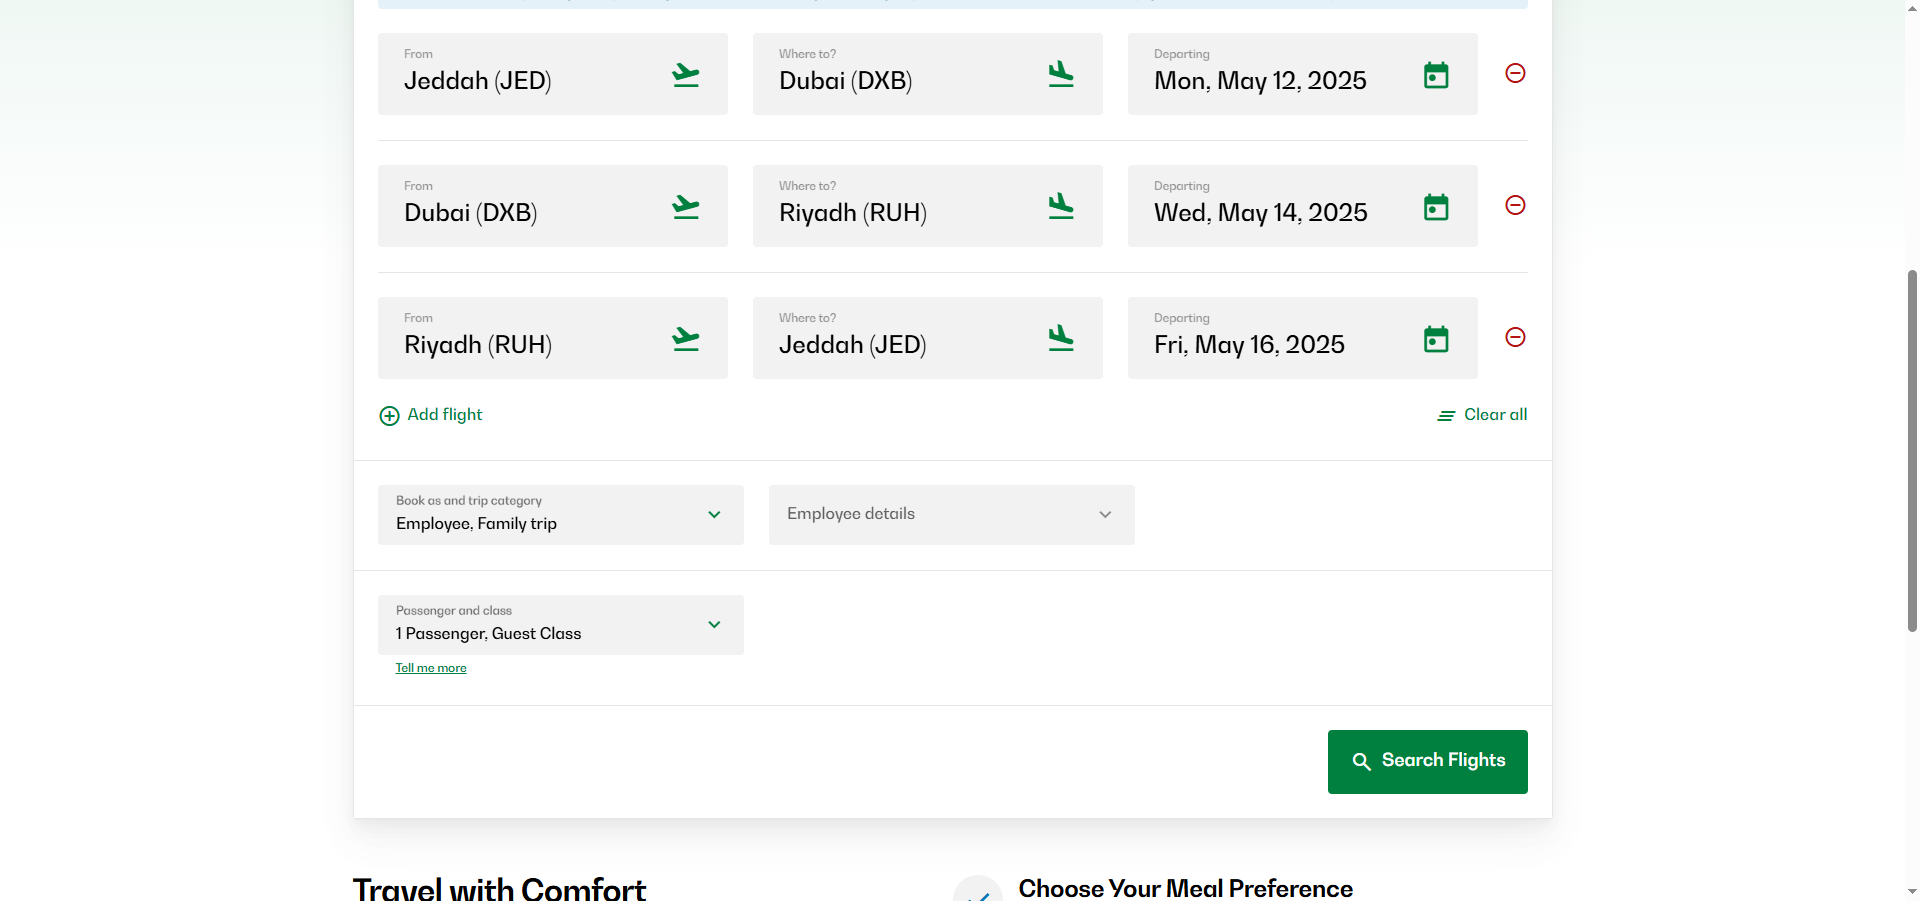 From
Jeddah (JED)
Where to?
Dubai (DXB)
Departing
Mon, May 12, 2025
From
Dubai (DXB)
Where to?
Riyadh (RUH)
Departing
Wed, May 14, 2025
From
Riyadh (RUH)
Where to?
Jeddah (JED)
Departing
Fri, May 16, 2025
Add flight
Clear all
Book as and trip category
Employee, Family trip
Employee details
Passenger and class
1 Passenger, Guest Class
Tell me more
Search Flights
Travel with Comfort
Choose Your Meal Preference